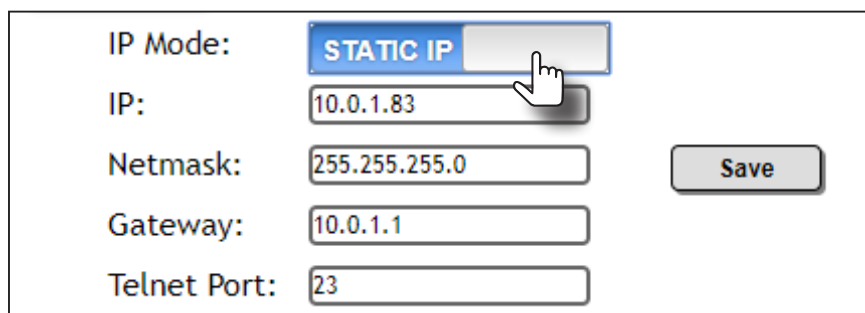 IP Mode: STATIC IP
IP: 10.0.1.83
Netmask: 255.255.255.0 Save
Gateway: 10.0.1.1
Telnet Port: 23